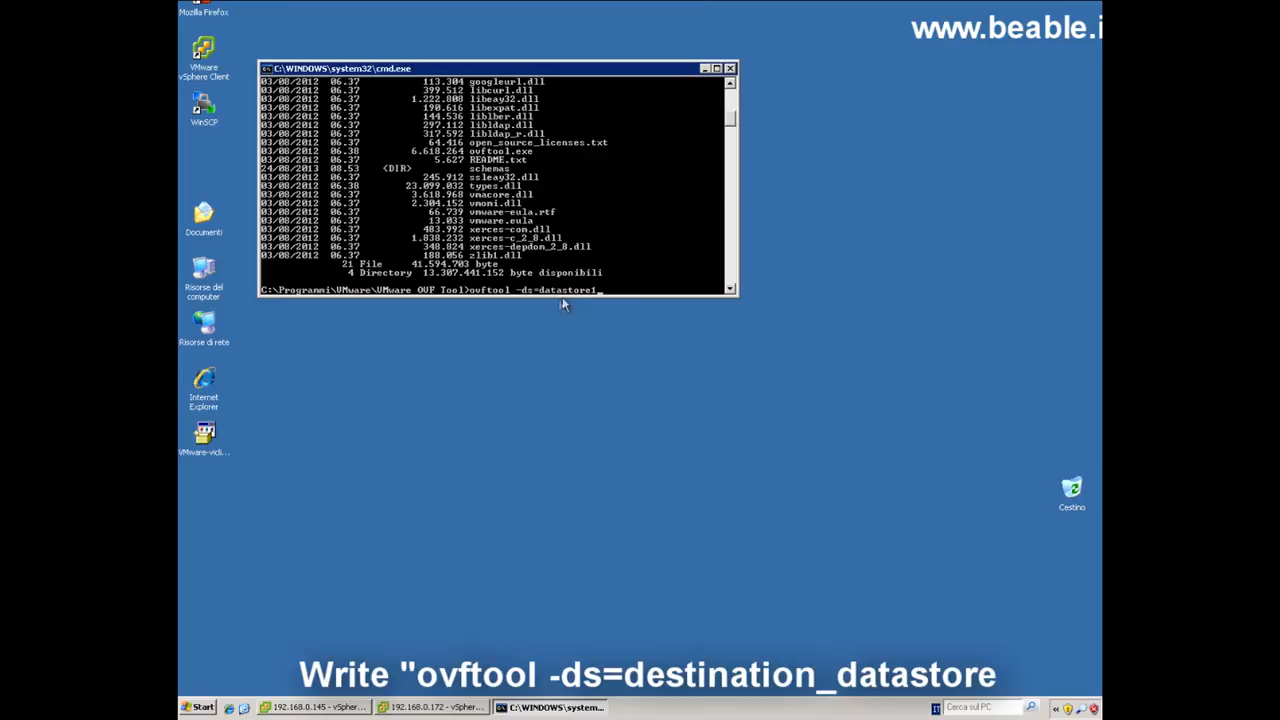 Mozilla Firefox
www.beable.i
VMware
vSphere Client
WinSCP
Documenti
Risorse del
computer
Risorse di rete
Internet
Explorer
VMware-vicli...
C:\WINDOWS\system32\cmd.exe
03/08/2012 06.37 113.304 googleurl.dll
03/08/2012 06.37 399.512 libcurl.dll
03/08/2012 06.37 1.222.808 libeay32.dll
03/08/2012 06.37 190.616 libexpat.dll
03/08/2012 06.37 144.536 liblber.dll
03/08/2012 06.37 297.112 libldap.dll
03/08/2012 06.37 317.592 libldap_r.dll
03/08/2012 06.37 64.416 open_source_licenses.txt
03/08/2012 06.38 6.618.264 ovftool.exe
03/08/2012 06.37 5.627 README.txt
24/08/2013 08.53 <DIR> schemas
03/08/2012 06.37 245.912 ssleay32.dll
03/08/2012 06.38 23.099.032 types.dll
03/08/2012 06.37 3.618.968 vmacore.dll
03/08/2012 06.37 2.304.152 vmomi.dll
03/08/2012 06.37 66.739 vmware-eula.rtf
03/08/2012 06.37 13.033 vmware.eula
03/08/2012 06.37 483.992 xerces-com.dll
03/08/2012 06.37 1.838.232 xerces-c_2_8.dll
03/08/2012 06.37 348.824 xerces-depdom_2_8.dll
03/08/2012 06.37 188.056 zlib1.dll
21 File 41.594.703 byte
4 Directory 13.307.441.152 byte disponibili
C:\Programmi\VMware\VMware OVF Tool>ovftool -ds=datastore1_
Cestino
Write "ovftool -ds=destination_datastore
Start
192.168.0.145 - vSpher...
192.168.0.172 - vSpher...
C:\WINDOWS\system...
IT
Cerca sul PC